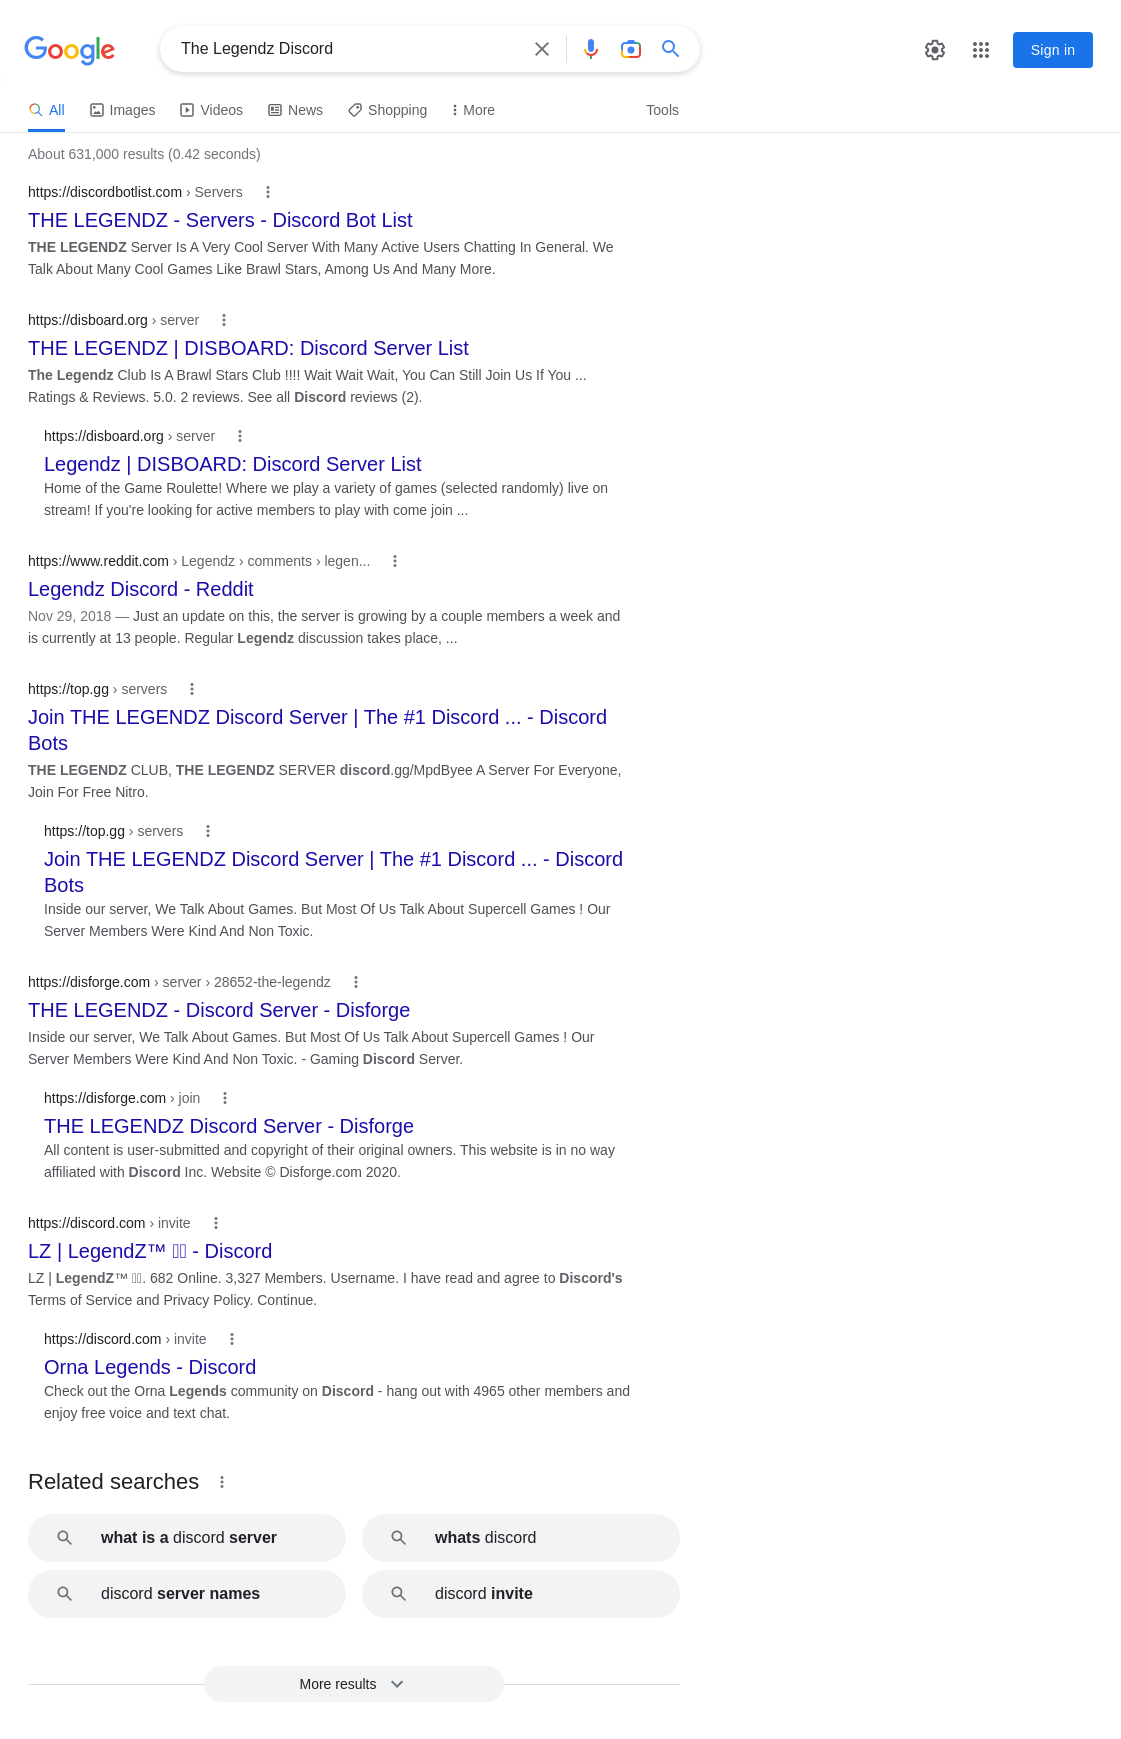 Google
The Legendz Discord
Sign in
All
Images
Videos
News
Shopping
More
Tools
About 631,000 results (0.42 seconds)
https://discordbotlist.com › Servers
THE LEGENDZ - Servers - Discord Bot List
THE LEGENDZ Server Is A Very Cool Server With Many Active Users Chatting In General. We
Talk About Many Cool Games Like Brawl Stars, Among Us And Many More.
https://disboard.org › server
THE LEGENDZ | DISBOARD: Discord Server List
The Legendz Club Is A Brawl Stars Club !!!! Wait Wait Wait, You Can Still Join Us If You ...
Ratings & Reviews. 5.0. 2 reviews. See all Discord reviews (2).
https://disboard.org › server
Legendz | DISBOARD: Discord Server List
Home of the Game Roulette! Where we play a variety of games (selected randomly) live on
stream! If you're looking for active members to play with come join ...
https://www.reddit.com › Legendz › comments › legen...
Legendz Discord - Reddit
Nov 29, 2018 — Just an update on this, the server is growing by a couple members a week and
is currently at 13 people. Regular Legendz discussion takes place, ...
https://top.gg › servers
Join THE LEGENDZ Discord Server | The #1 Discord ... - Discord
Bots
THE LEGENDZ CLUB, THE LEGENDZ SERVER discord.gg/MpdByee A Server For Everyone,
Join For Free Nitro.
https://top.gg › servers
Join THE LEGENDZ Discord Server | The #1 Discord ... - Discord
Bots
Inside our server, We Talk About Games. But Most Of Us Talk About Supercell Games ! Our
Server Members Were Kind And Non Toxic.
https://disforge.com › server › 28652-the-legendz
THE LEGENDZ - Discord Server - Disforge
Inside our server, We Talk About Games. But Most Of Us Talk About Supercell Games ! Our
Server Members Were Kind And Non Toxic. - Gaming Discord Server.
https://disforge.com › join
THE LEGENDZ Discord Server - Disforge
All content is user-submitted and copyright of their original owners. This website is in no way
affiliated with Discord Inc. Website © Disforge.com 2020.
https://discord.com › invite
LZ | LegendZ™ - Discord
LZ | LegendZ™ . 682 Online. 3,327 Members. Username. I have read and agree to Discord's
Terms of Service and Privacy Policy. Continue.
https://discord.com › invite
Orna Legends - Discord
Check out the Orna Legends community on Discord - hang out with 4965 other members and
enjoy free voice and text chat.
Related searches
what is a discord server
whats discord
discord server names
discord invite
More results